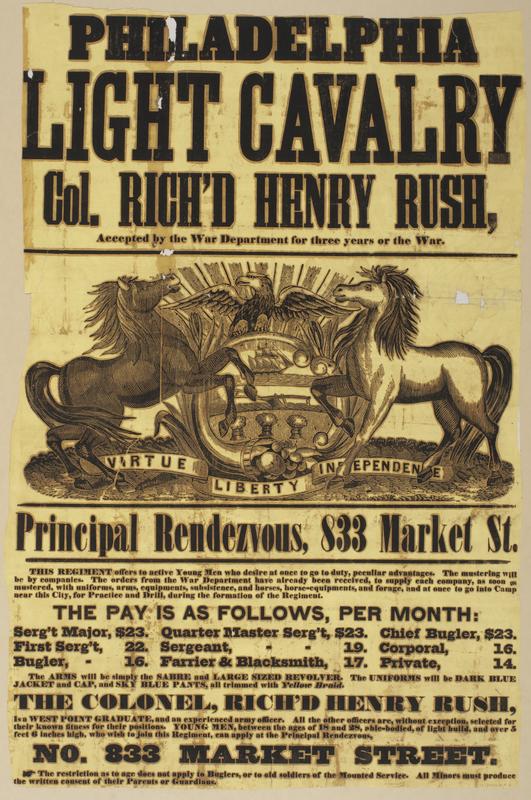 PHILADELPHIA
LIGHT CAVALRY
Col. RICH'D HENRY RUSH,
Accepted by the War Department for three years or the War.
VIRTUE LIBERTY INDEPENDENCE
Principal Rendezvous, 833 Market St.
THIS REGIMENT offers to active Young Men who desire at once to go to duty, peculiar advantages. The mustering will
be by companies. The orders from the War Department have already been received, to supply each company, as soon as
mustered, with uniforms, arms, equipments, subsistence, and horses, horse-equipments, and forage, and at once to go into Camp
near this City, for Practice and Drill, during the formation of the Regiment.
THE PAY IS AS FOLLOWS, PER MONTH:
Serg't Major, $23. Quarter Master Serg't, $23. Chief Bugler, $23.
First Serg't, 22. Sergeant, - - 19. Corporal, 16.
Bugler, - 16. Farrier & Blacksmith, 17. Private, 14.
The ARMS will be simply the SABRE and LARGE SIZED REVOLVER. The UNIFORMS will be DARK BLUE
JACKET and CAP, and SKY BLUE PANTS, all trimmed with Yellow Braid.
THE COLONEL, RICH'D HENRY RUSH,
Is a WEST POINT GRADUATE, and an experienced army officer. All the other officers are, without exception, selected for
their known fitness for their positions. YOUNG MEN, between the ages of 18 and 28, able-bodied, of light build, and over 5
feet 6 inches high, who wish to join this Regiment, can apply at the Principal Rendezvous,
NO. 833 MARKET STREET.
☛ The restriction as to age does not apply to Buglers, or to old soldiers of the Mounted Service. All Minors must produce
the written consent of their Parents or Guardians.